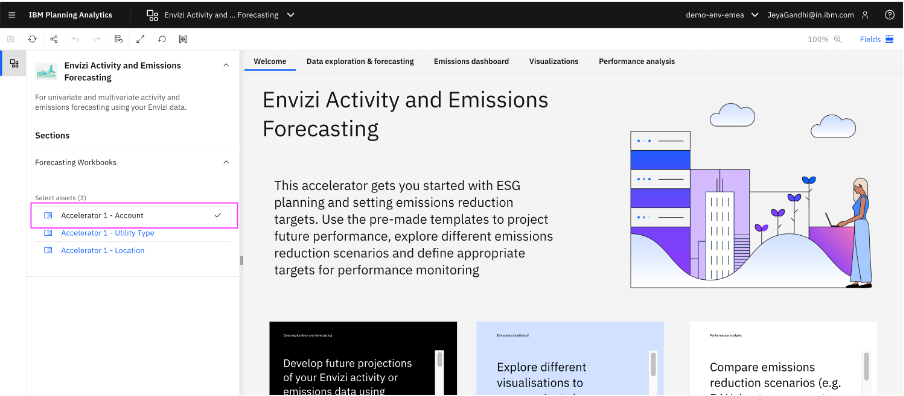 IBM Planning Analytics
Envizi Activity and ... Forecasting
demo-env-emea
JeyaGandhi@in.ibm.com
100%
Fields
Envizi Activity and Emissions
Forecasting
For univariate and multivariate activity and
emissions forecasting using your Envizi data.
Sections
Forecasting Workbooks
Select assets (3)
Accelerator 1 - Account
Accelerator 1 - Utility Type
Accelerator 1 - Location
Welcome
Data exploration & forecasting
Emissions dashboard
Visualizations
Performance analysis
Envizi Activity and Emissions
Forecasting
This accelerator gets you started with ESG
planning and setting emissions reduction
targets. Use the pre-made templates to project
future performance, explore different emissions
reduction scenarios and define appropriate
targets for performance monitoring
Data exploration and forecasting
Develop future projections
of your Envizi activity or
emissions data using
Emissions dashboard
Explore different
visualisations to
Performance analysis
Compare emissions
reduction scenarios (e.g.